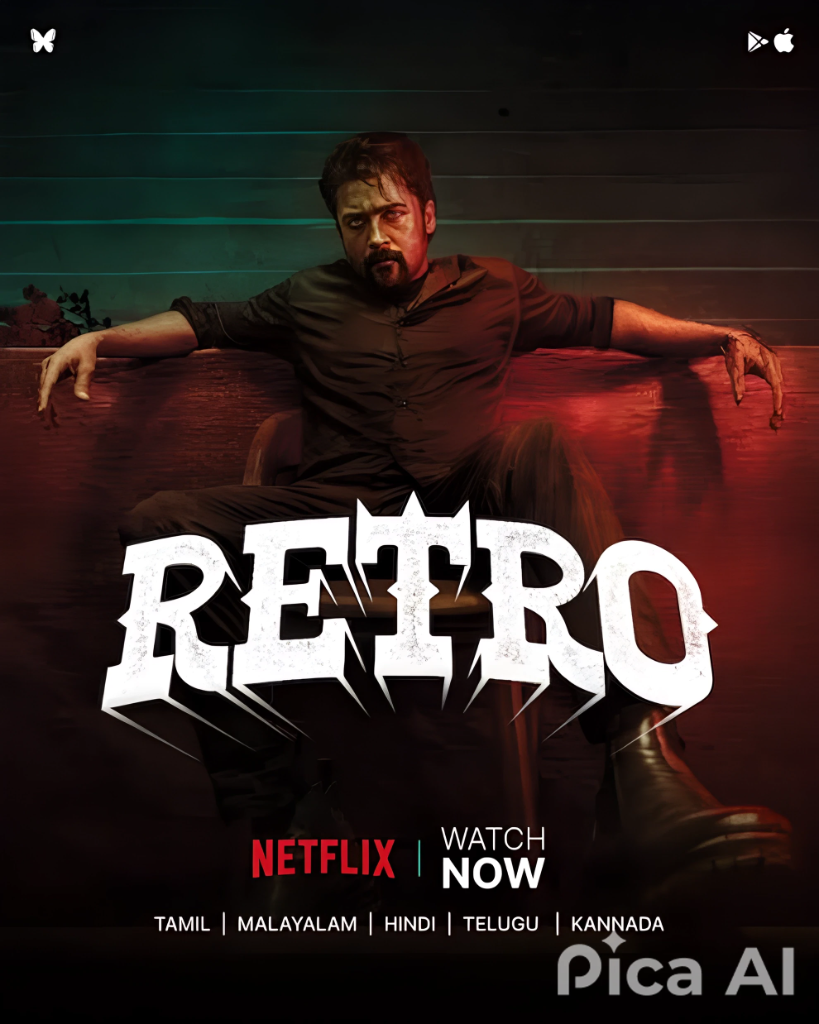 RETRO
NETFLIX | WATCH
NOW
TAMIL | MALAYALAM | HINDI | TELUGU | KANNADA
Pica AI